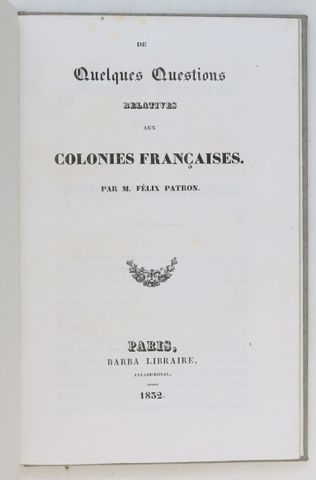 DE
Quelques Questions
RELATIVES
AUX
COLONIES FRANÇAISES.
PAR M. FÉLIX PATRON.
PARIS,
BARBA LIBRAIRE,
PALAIS-ROYAL,
1832.